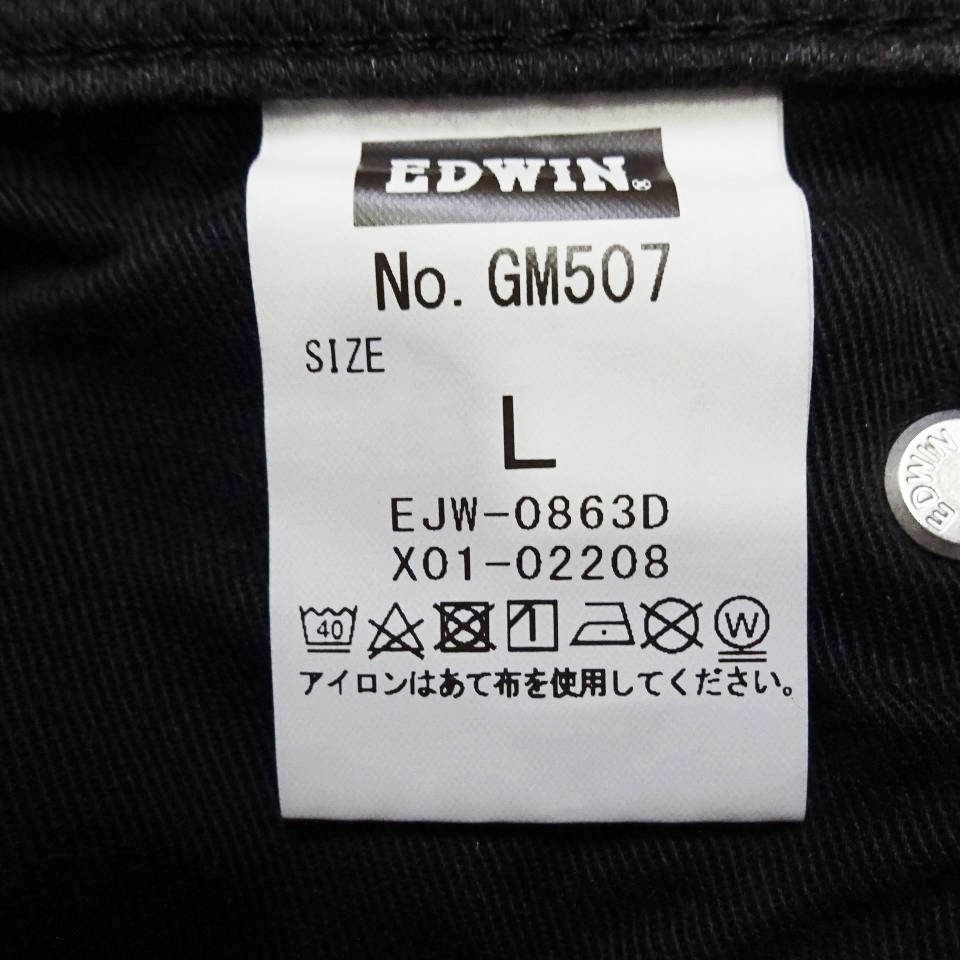 EDWIN®
No. GM507
SIZE
L
EJW-0863D
X01-02208
40
W
アイロンはあて布を使用してください。
EDWIN